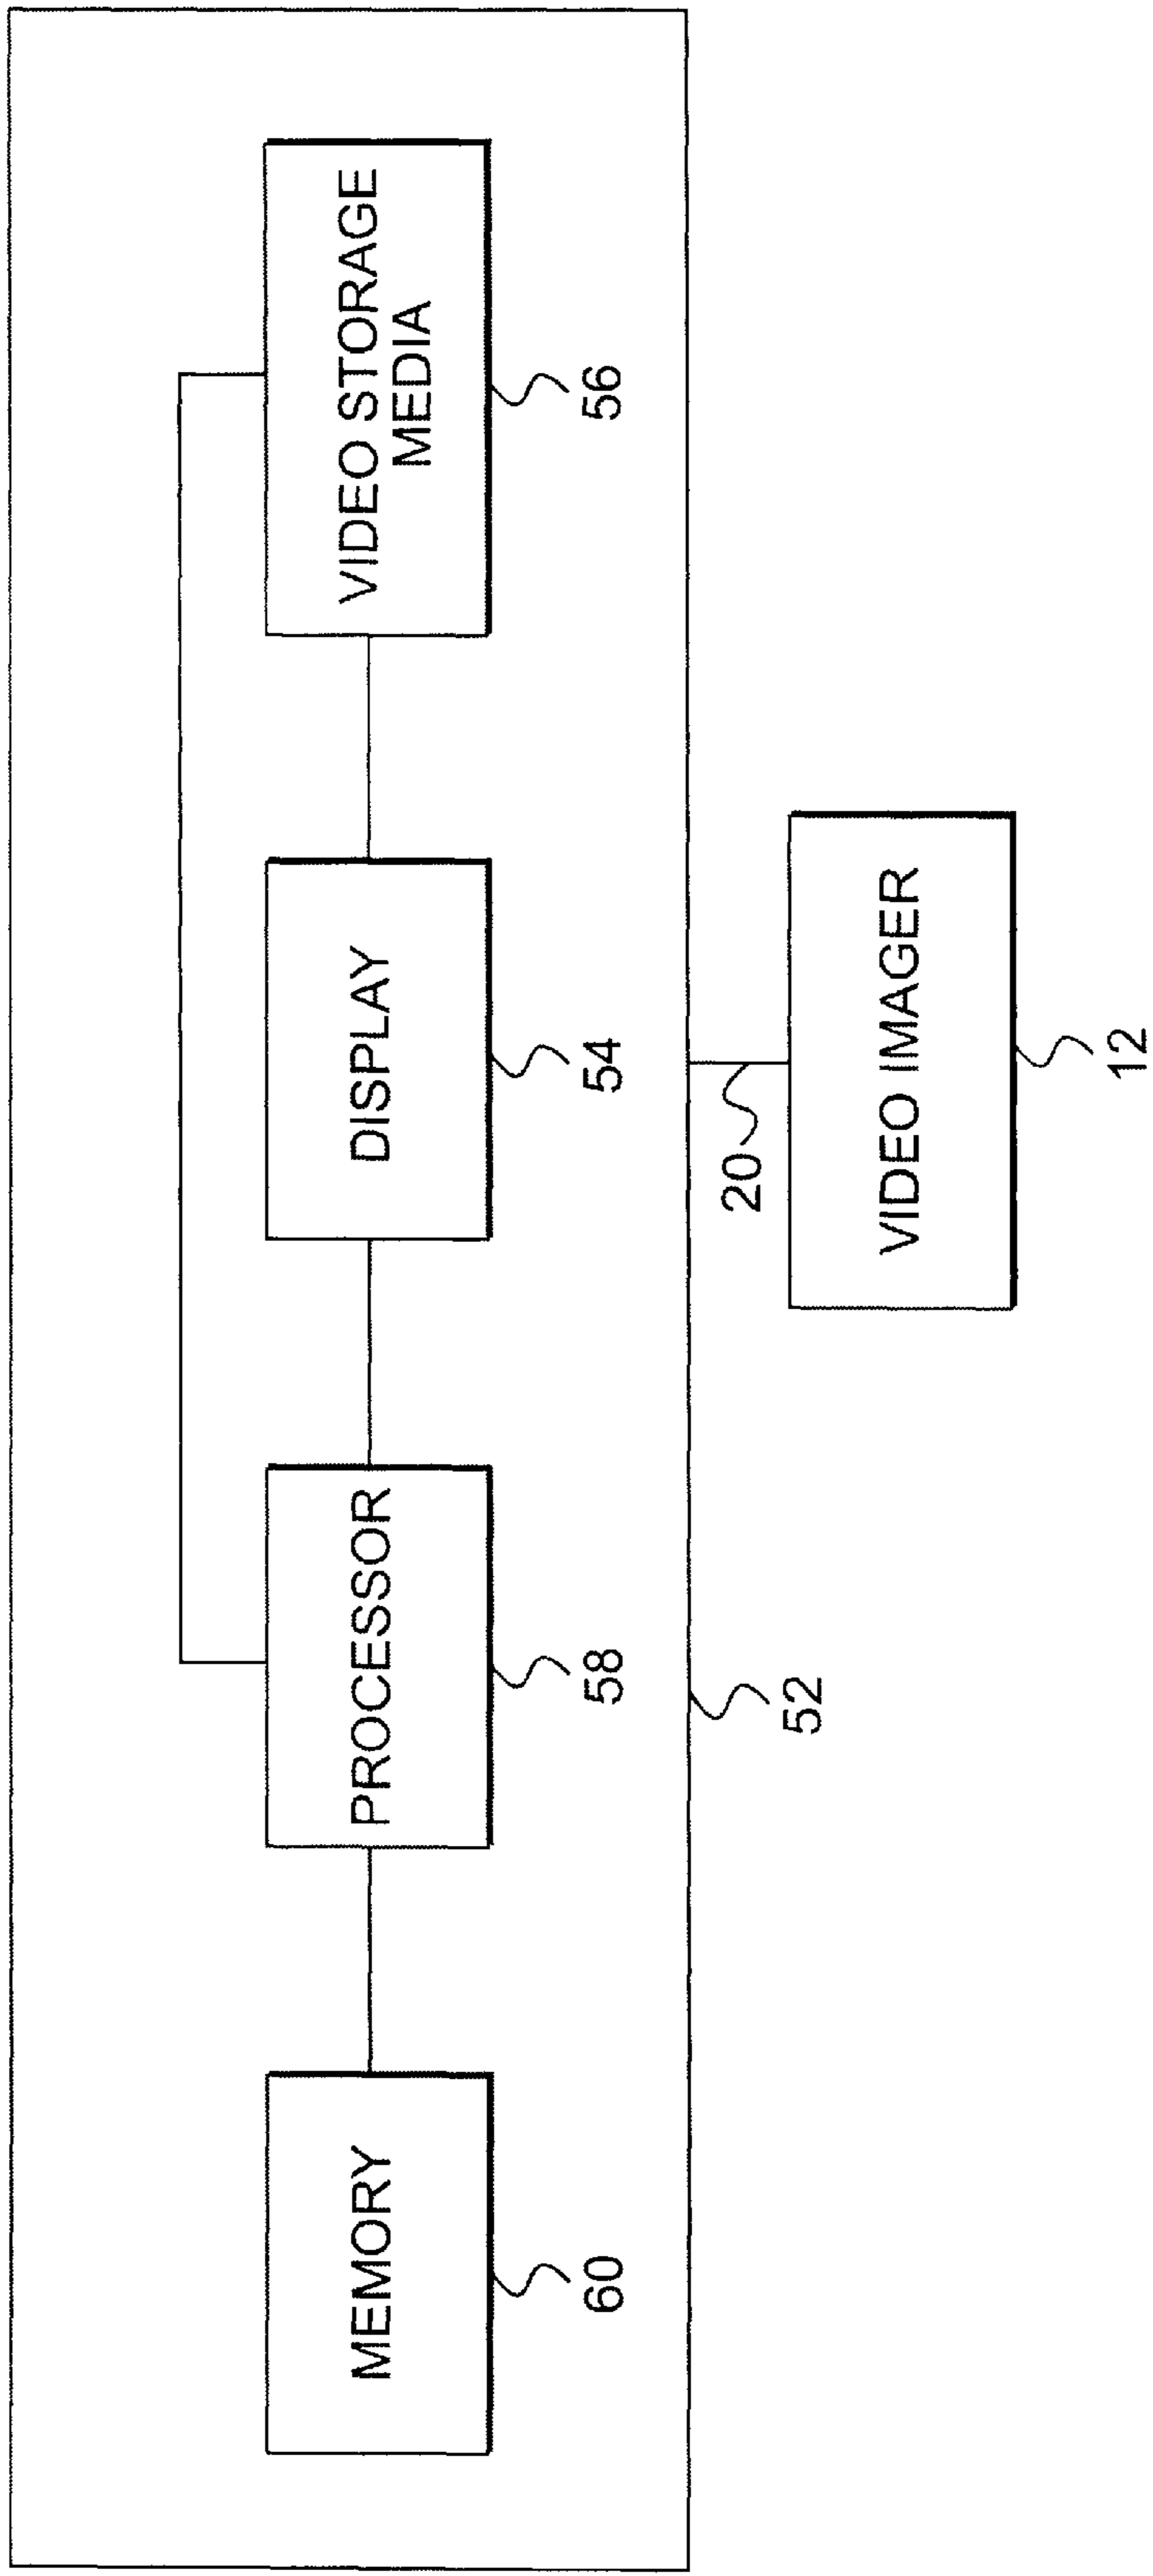 MEMORY
60
PROCESSOR
58
DISPLAY
54
VIDEO STORAGE
MEDIA
56
52
20
VIDEO IMAGER
12